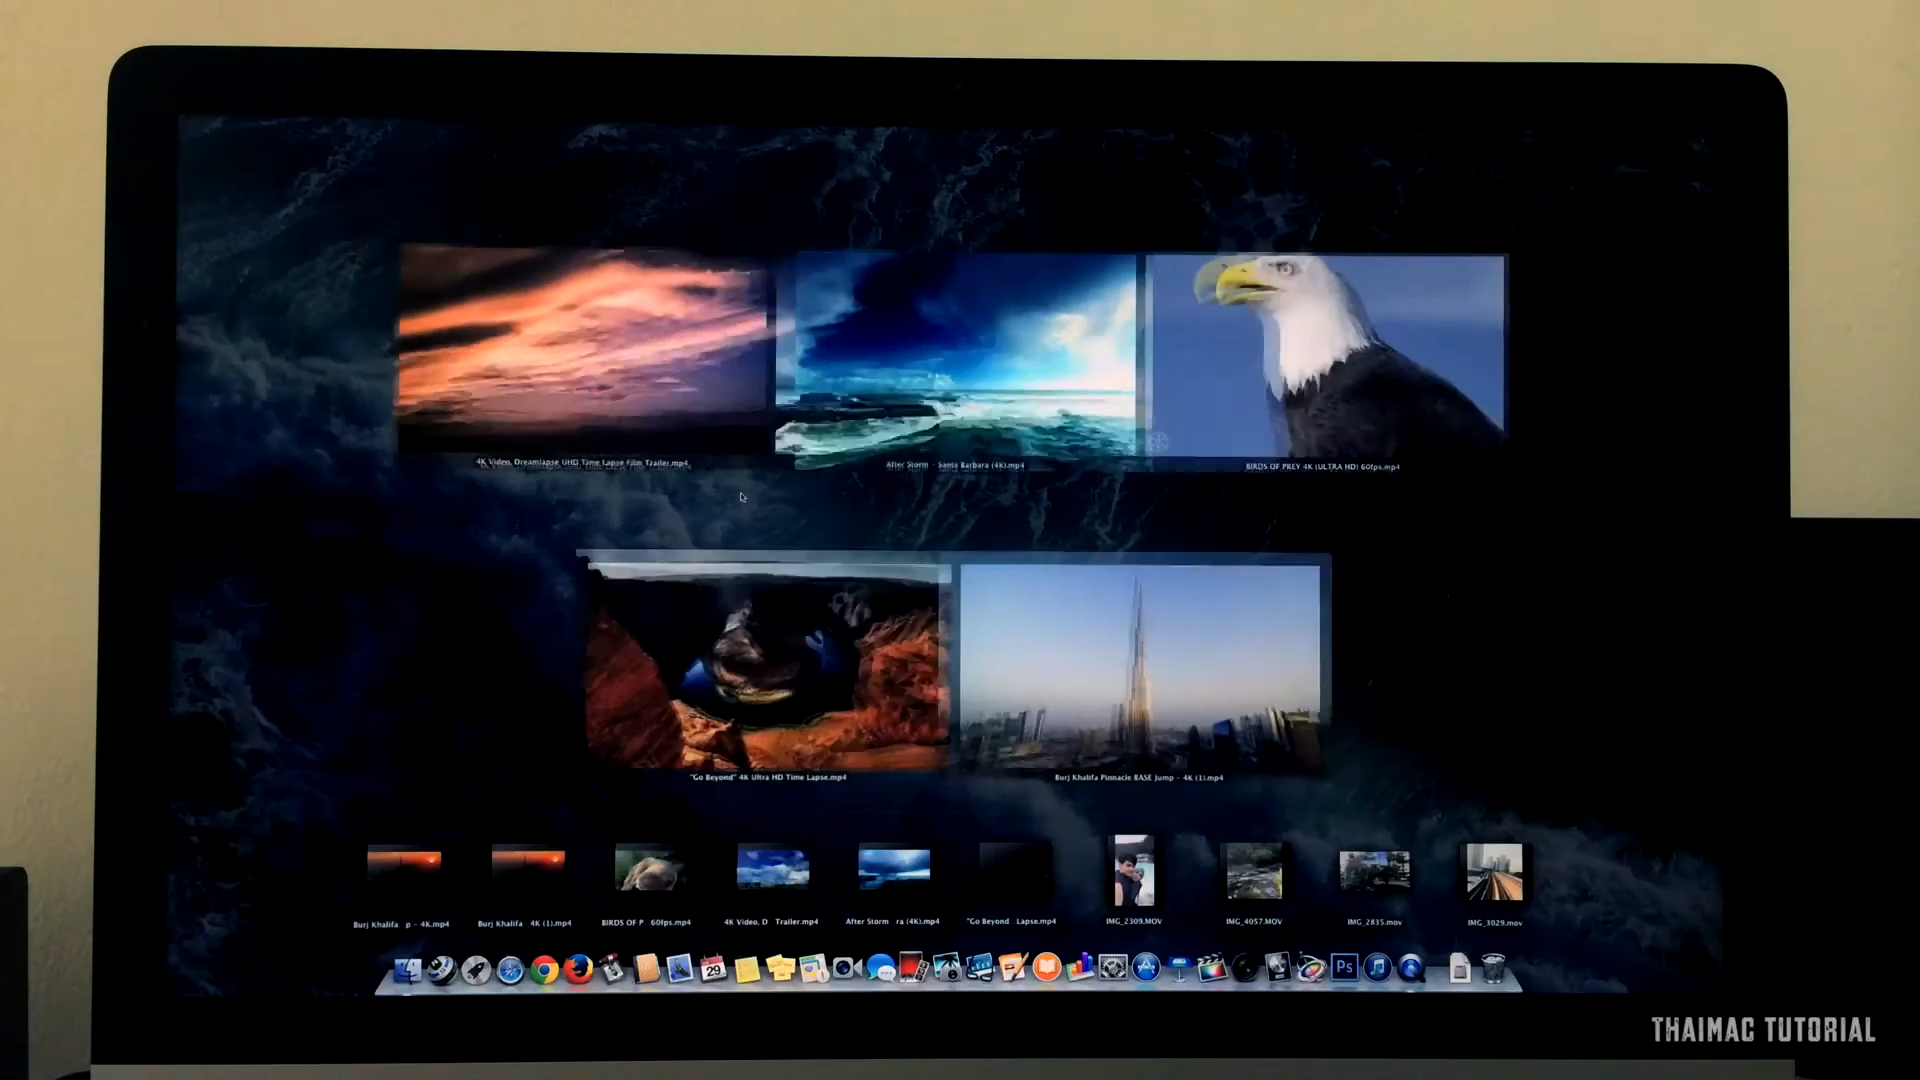 4K Video, Dreamlapse UHD Time Lapse Film Trailer.mp4
After Storm - Santa Barbara (4K).mp4
BIRDS OF PREY 4K (ULTRA HD) 60fps.mp4
"Go Beyond" 4K Ultra HD Time Lapse.mp4
Burj Khalifa Pinnacle BASE Jump - 4K (1).mp4
Burj Khalifa p - 4K.mp4
Burj Khalifa 4K (1).mp4
BIRDS OF P 60fps.mp4
4K Video, D Trailer.mp4
After Storm ra (4K).mp4
"Go Beyond Lapse.mp4
IMG_2309.MOV
IMG_4057.MOV
IMG_2835.mov
IMG_3029.mov
29
Ps
THAIMAC TUTORIAL